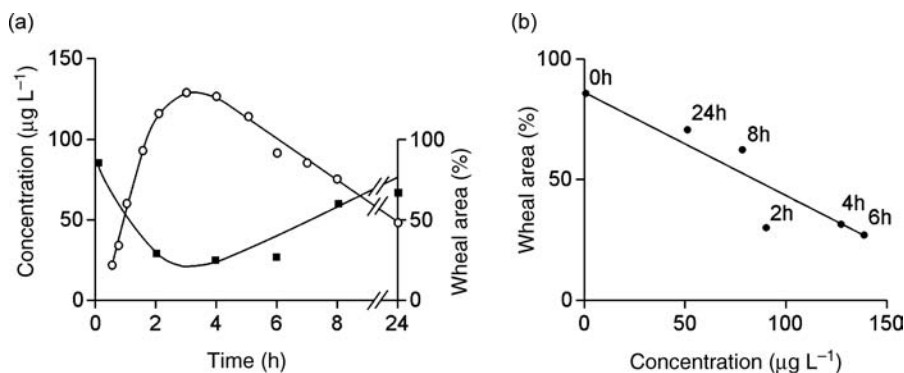 (a)
150
100
50
0
Concentration (µg L⁻¹)
0
2
4
6
8
24
Time (h)
100
50
0
Wheal area (%)
(b)
100
50
0
Wheal area (%)
0h
24h
8h
2h
4h
6h
0
50
100
150
Concentration (µg L⁻¹)